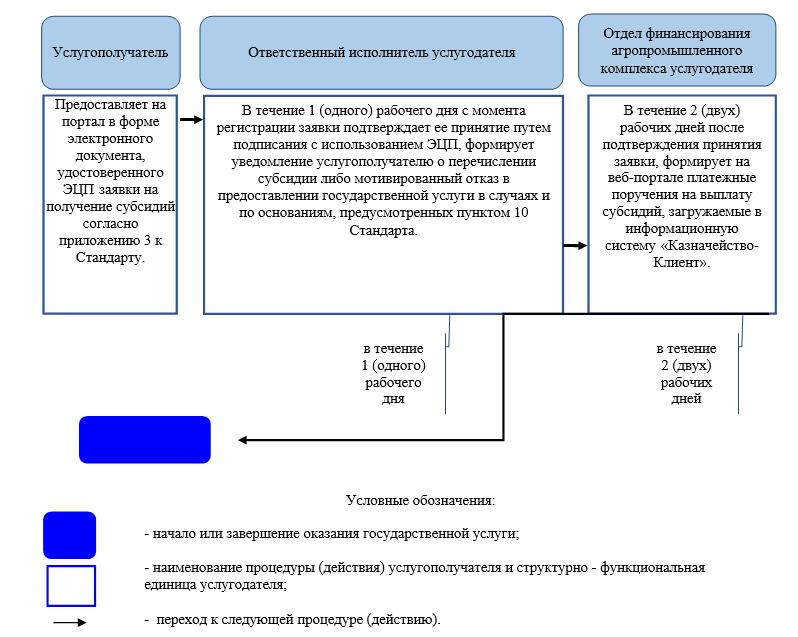 Услугополучатель
Ответственный исполнитель услугодателя
Отдел финансирования
агропромышленного
комплекса услугодателя
Предоставляет на
портал в форме
электронного
документа,
удостоверенного
ЭЦП заявки на
получение субсидий
согласно
приложению 3 к
Стандарту.
В течение 1 (одного) рабочего дня с момента
регистрации заявки подтверждает ее принятие путем
подписания с использованием ЭЦП, формирует
уведомление услугополучателю о перечислении
субсидии либо мотивированный отказ в
предоставлении государственной услуги в случаях и
по основаниям, предусмотренных пунктом 10
Стандарта.
В течение 2 (двух)
рабочих дней после
подтверждения принятия
заявки, формирует на
веб-портале платежные
поручения на выплату
субсидий, загружаемые в
информационную
систему «Казначейство-
Клиент».
в течение
1 (одного)
рабочего
дня
в течение
2 (двух)
рабочих
дней
Условные обозначения:
- начало или завершение оказания государственной услуги;
- наименование процедуры (действия) услугополучателя и структурно - функциональная
единица услугодателя;
- переход к следующей процедуре (действию).